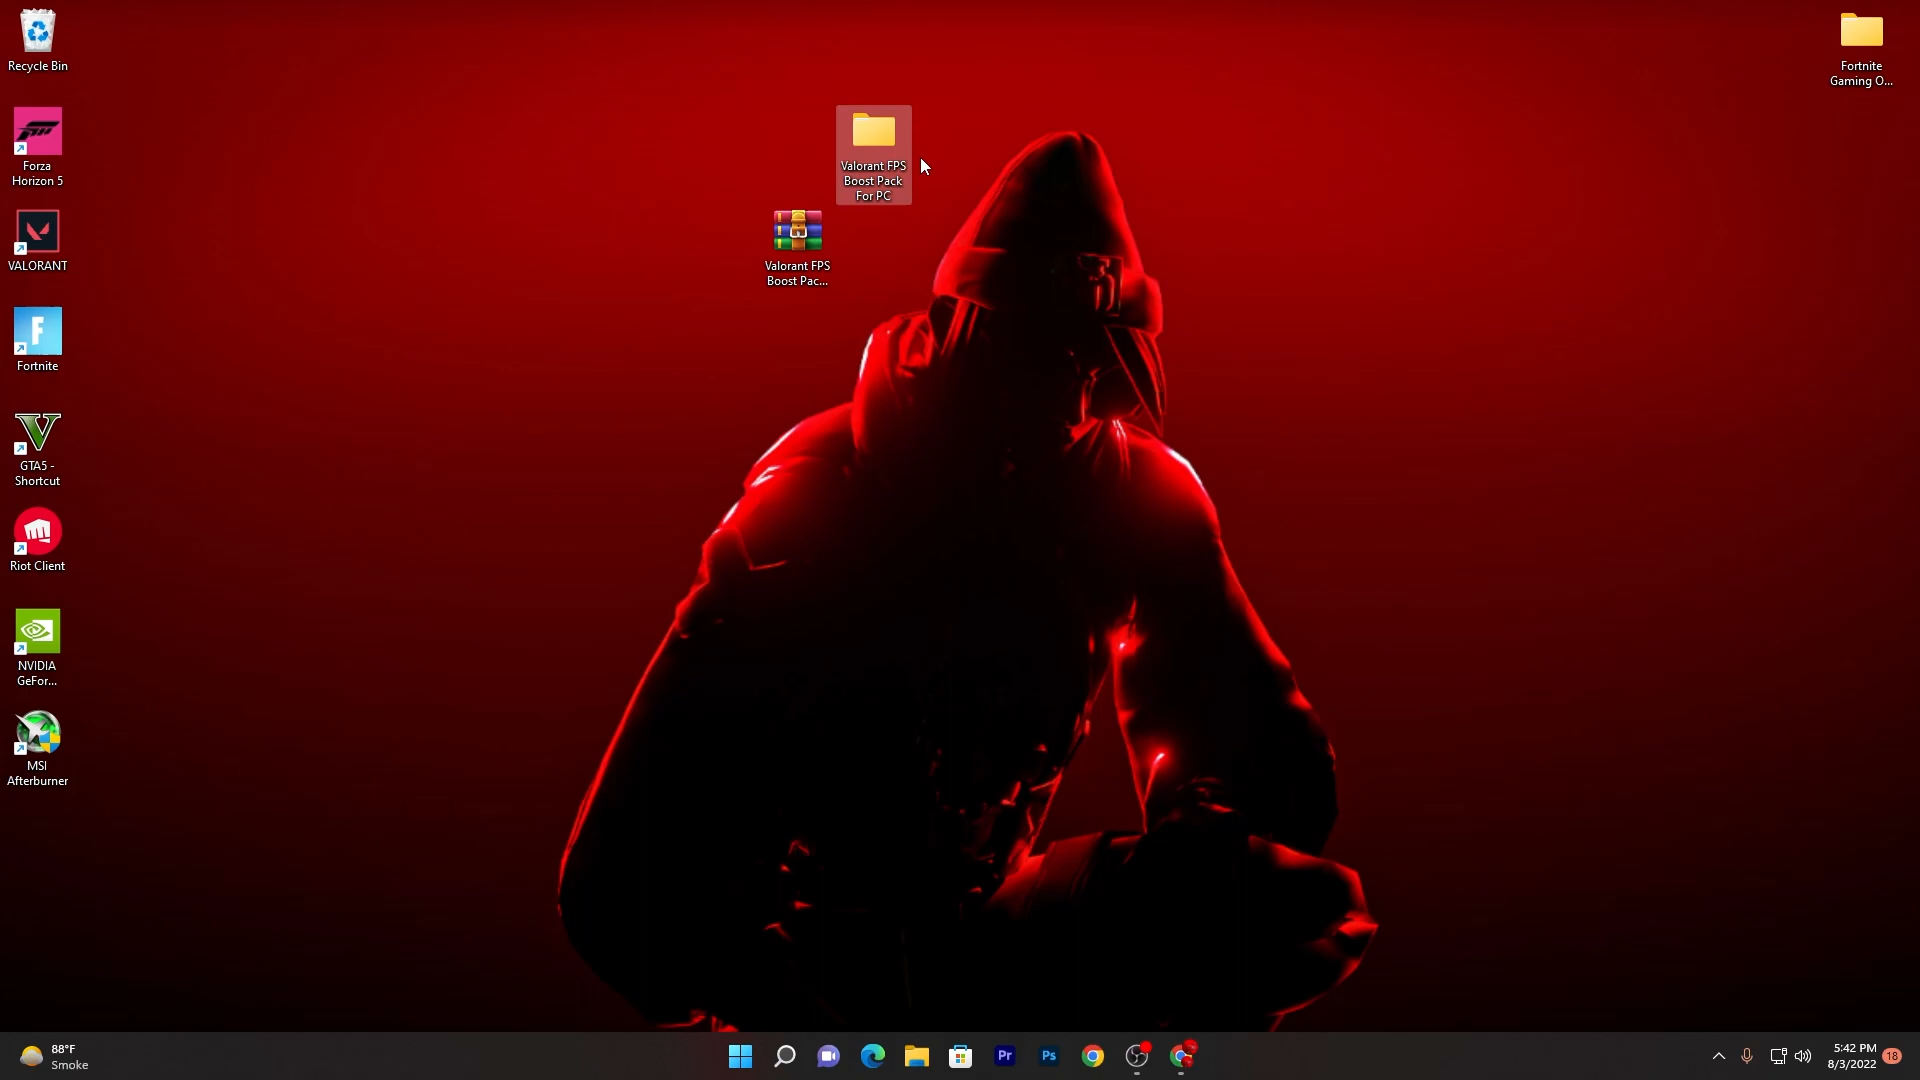 Recycle Bin
Forza
Horizon 5
VALORANT
Fortnite
GTA5 -
Shortcut
Riot Client
NVIDIA
GeFor...
MSI
Afterburner
Valorant FPS
Boost Pack
For PC
Valorant FPS
Boost Pac...
Fortnite
Gaming O...
88°F
Smoke
Pr
Ps
5:42 PM
8/3/2022
18